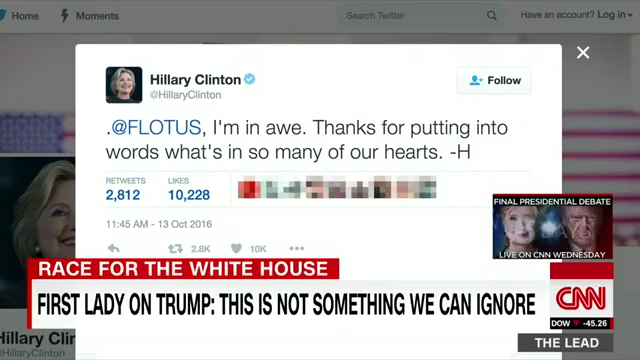 Home
Moments
Search Twitter
Have an account? Log in
Hillary Clinton
@HillaryClinton
Follow
.@FLOTUS, I'm in awe. Thanks for putting into
words what's in so many of our hearts. -H
RETWEETS
LIKES
2,812
10,228
11:45 AM - 13 Oct 2016
2.8K
10K
FINAL PRESIDENTIAL DEBATE
LIVE ON CNN WEDNESDAY
RACE FOR THE WHITE HOUSE
FIRST LADY ON TRUMP: THIS IS NOT SOMETHING WE CAN IGNORE
CNN
DOW ▼ -45.26
THE LEAD
Hillary Clin
@HillaryClinton